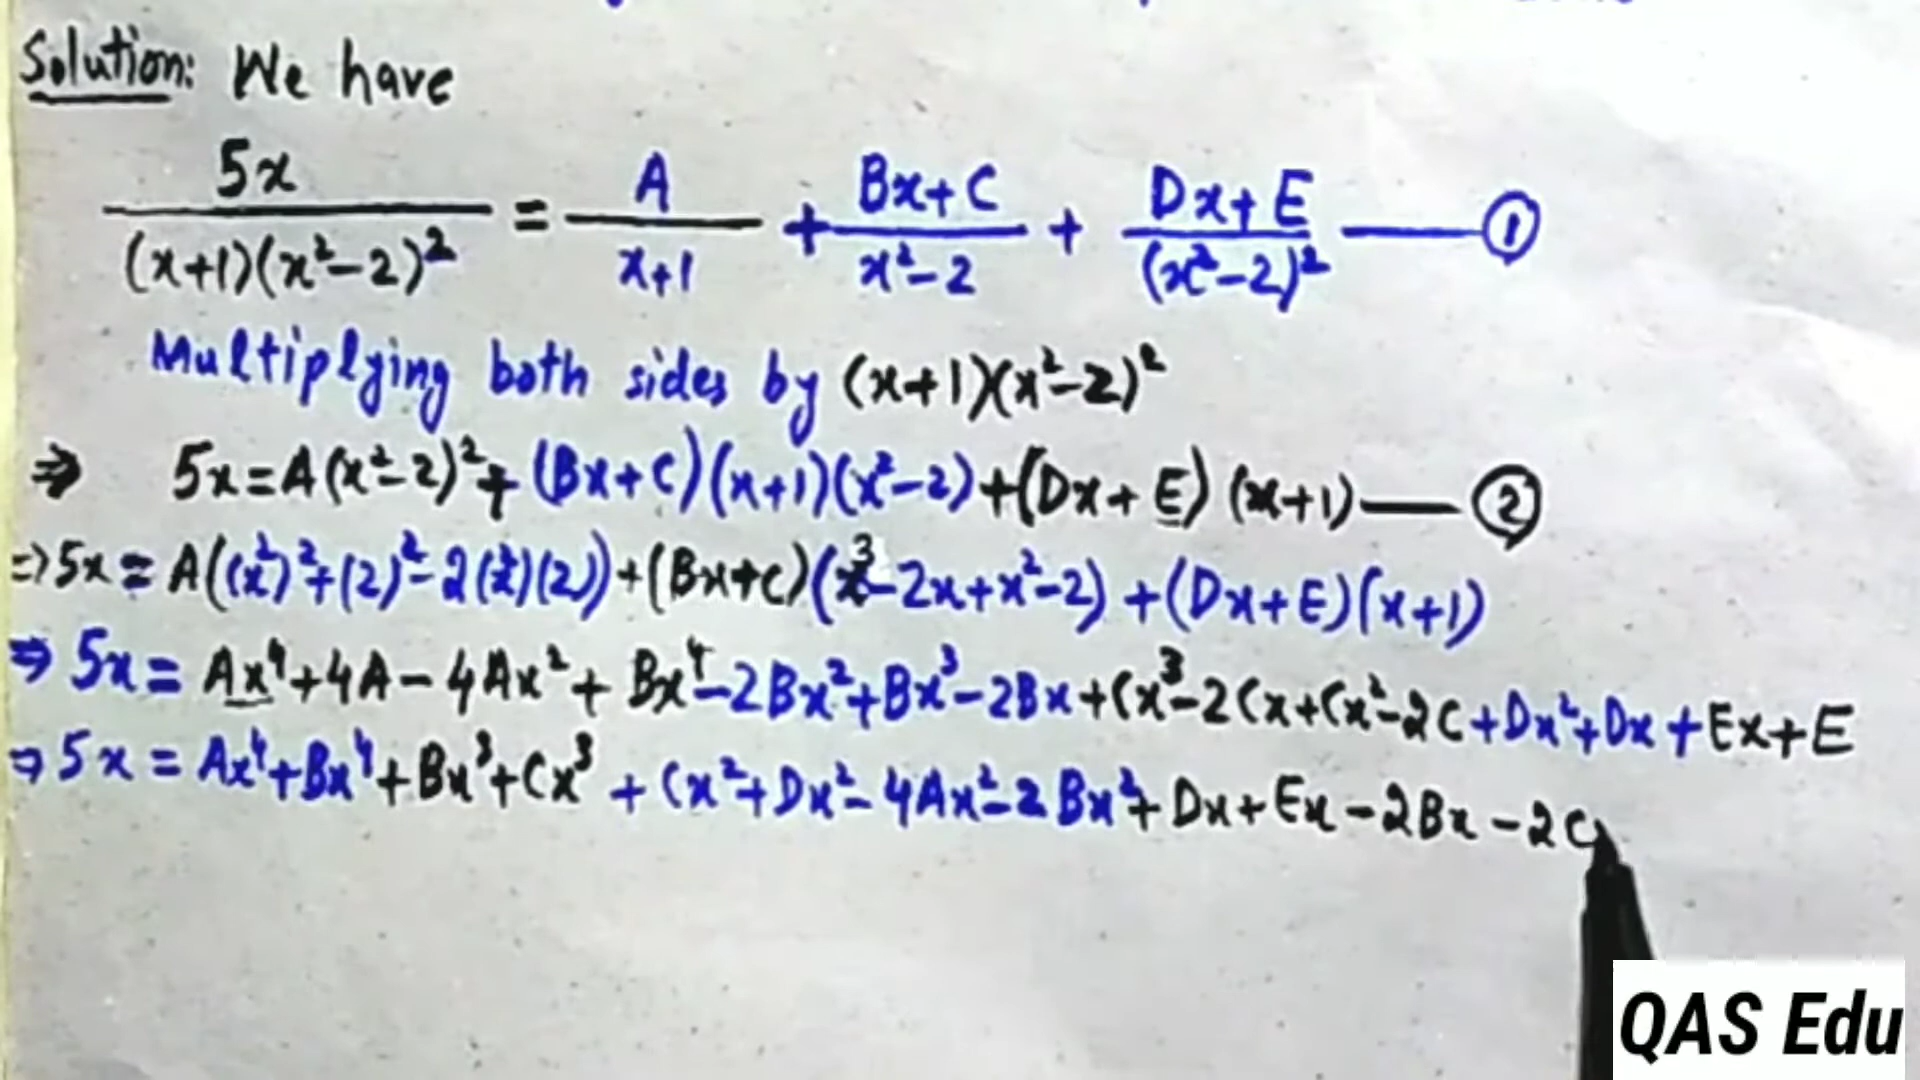 Solution: We have
5x/(x+1)(x²-2)² = A/x+1 + Bx+C/x²-2 + Dx+E/(x²-2)² —— ①
Multiplying both sides by (x+1)(x²-2)²
⇒ 5x=A(x²-2)²+(Bx+C)(x+1)(x²-2)+(Dx+E)(x+1) —— ②
⇒5x=A((x²)²+(2)²-2(x²)(2))+(Bx+C)(x³-2x+x²-2)+(Dx+E)(x+1)
⇒ 5x= Ax⁴+4A-4Ax²+Bx⁴-2Bx²+Bx³-2Bx+Cx³-2Cx+Cx²-2C+Dx²+Dx+Ex+E
⇒ 5x = Ax⁴+Bx⁴+Bx³+Cx³+Cx²+Dx²-4Ax²-2Bx²+Dx+Ex-2Bx-2C
QAS Edu